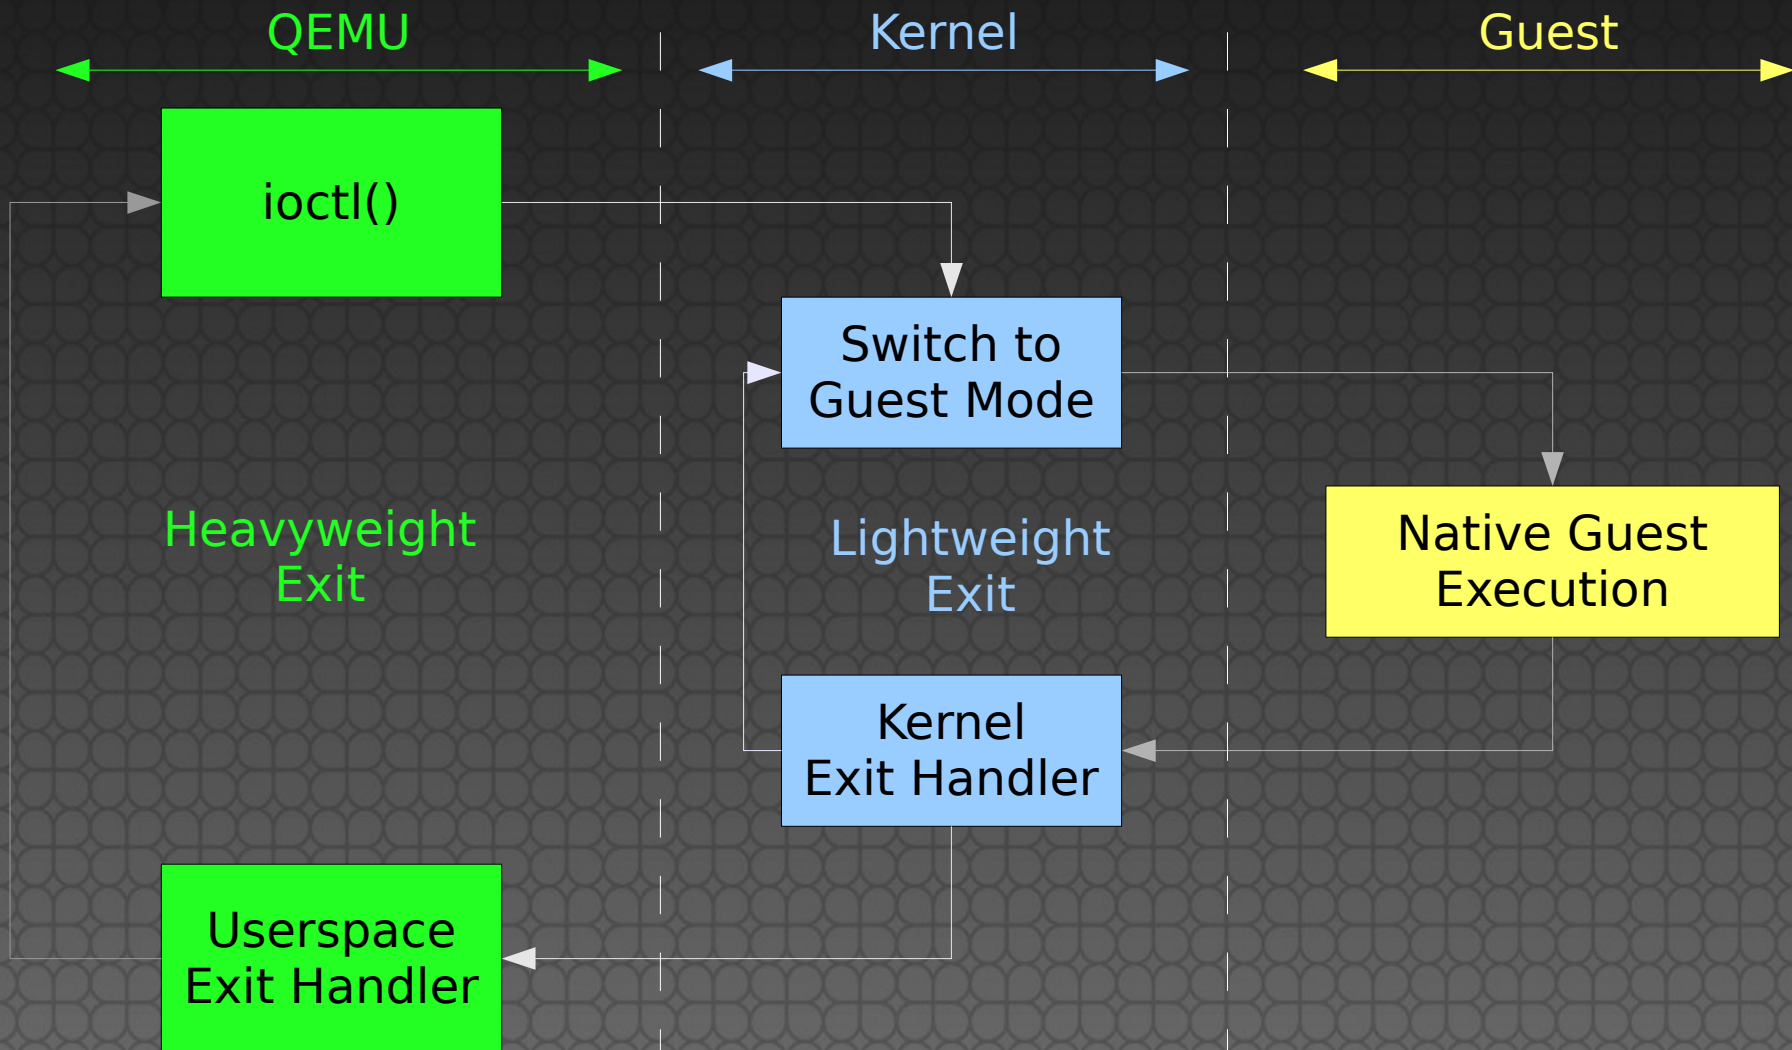 QEMU
Kernel
Guest
ioctl()
Switch to
Guest Mode
Heavyweight
Exit
Lightweight
Exit
Native Guest
Execution
Kernel
Exit Handler
Userspace
Exit Handler